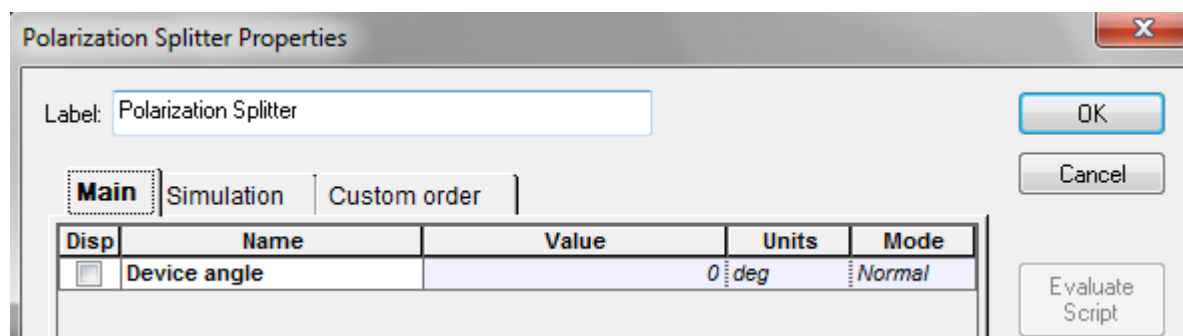 Polarization Splitter Properties
X
Label: Polarization Splitter
OK
Cancel
Main Simulation Custom order
Disp Name Value Units Mode
Device angle 0 deg Normal
Evaluate
Script